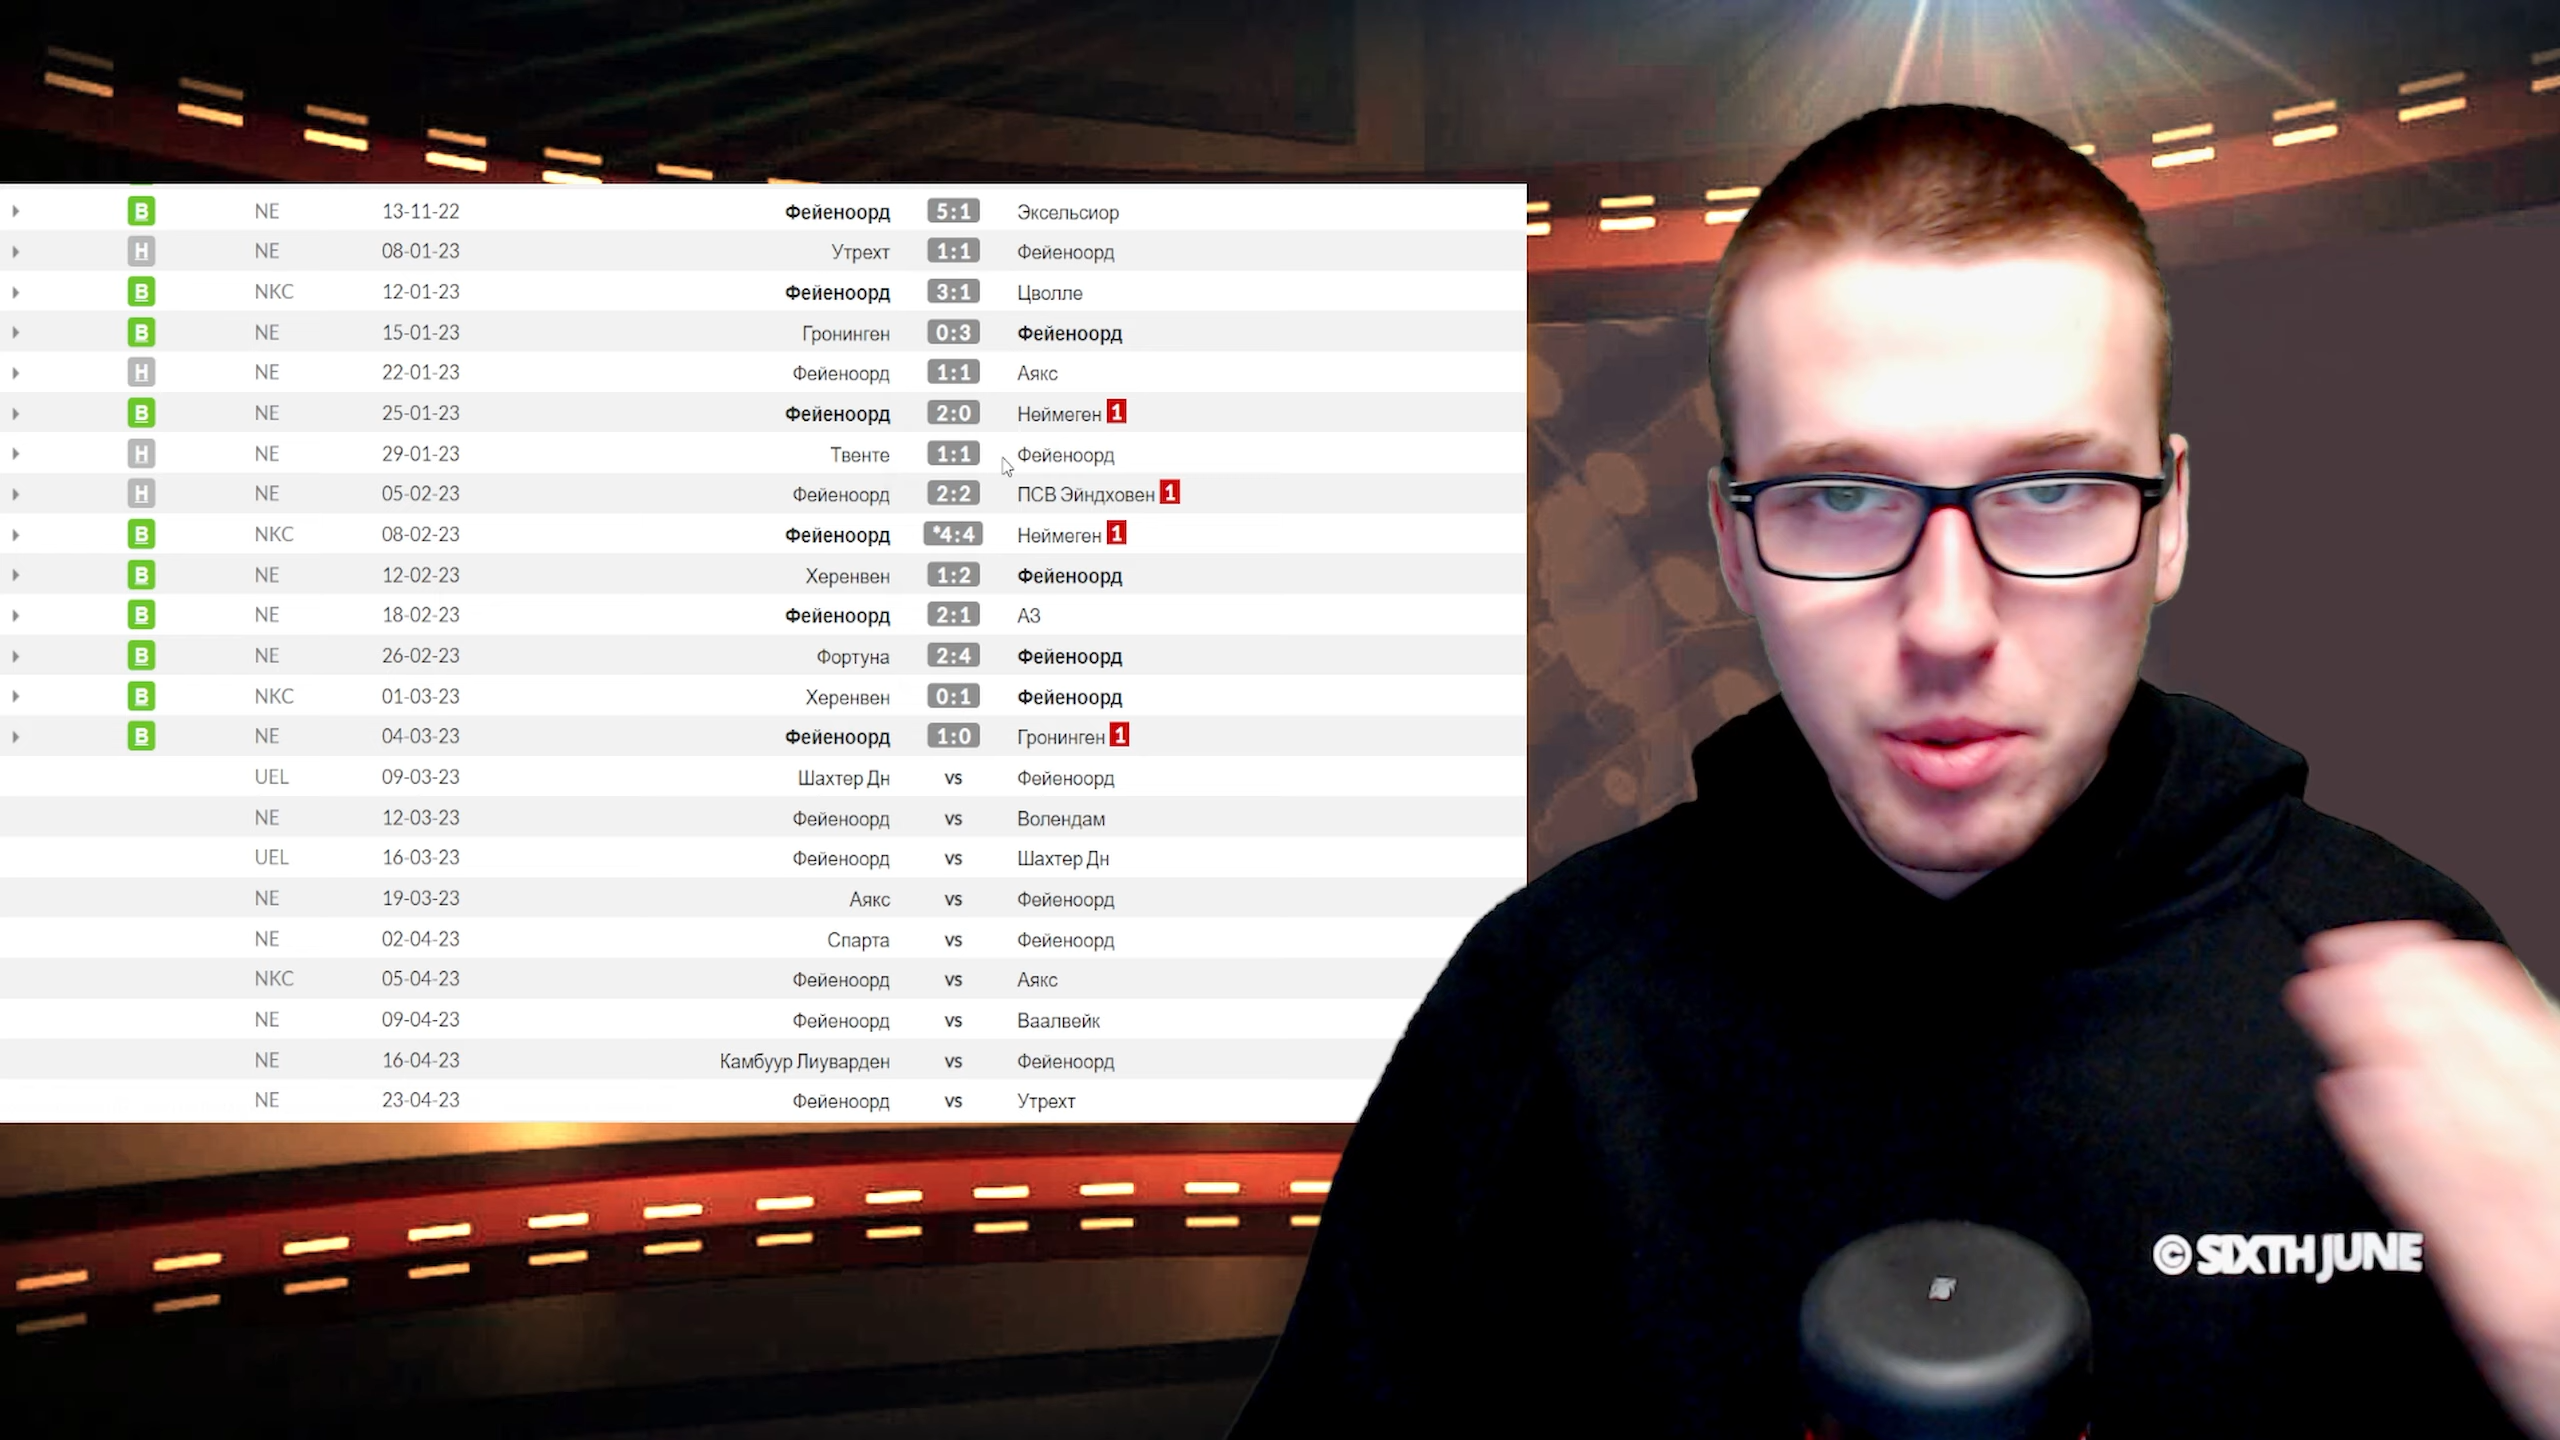 В NE 13-11-22 Фейеноорд 5:1 Эксельсиор
Н NE 08-01-23 Утрехт 1:1 Фейеноорд
В NKC 12-01-23 Фейеноорд 3:1 Цволле
В NE 15-01-23 Гронинген 0:3 Фейеноорд
Н NE 22-01-23 Фейеноорд 1:1 Аякс
В NE 25-01-23 Фейеноорд 2:0 Неймеген 1
Н NE 29-01-23 Твенте 1:1 Фейеноорд
Н NE 05-02-23 Фейеноорд 2:2 ПСВ Эйндховен 1
В NKC 08-02-23 Фейеноорд *4:4 Неймеген 1
В NE 12-02-23 Херенвен 1:2 Фейеноорд
В NE 18-02-23 Фейеноорд 2:1 АЗ
В NE 26-02-23 Фортуна 2:4 Фейеноорд
В NKC 01-03-23 Херенвен 0:1 Фейеноорд
В NE 04-03-23 Фейеноорд 1:0 Гронинген 1
UEL 09-03-23 Шахтер Дн vs Фейеноорд
NE 12-03-23 Фейеноорд vs Волендам
UEL 16-03-23 Фейеноорд vs Шахтер Дн
NE 19-03-23 Аякс vs Фейеноорд
NE 02-04-23 Спарта vs Фейеноорд
NKC 05-04-23 Фейеноорд vs Аякс
NE 09-04-23 Фейеноорд vs Ваалвейк
NE 16-04-23 Камбуур Лиуварден vs Фейеноорд
NE 23-04-23 Фейеноорд vs Утрехт
© SIXTH JUNE